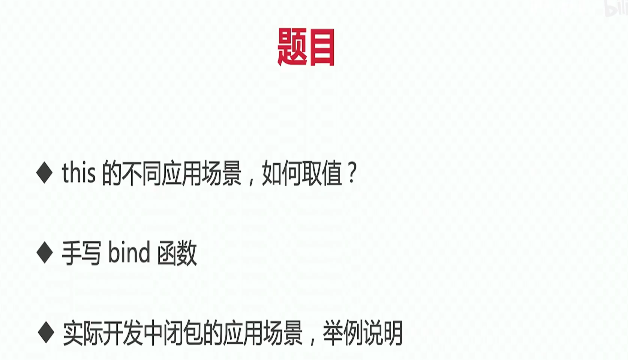 题目
◆ this 的不同应用场景，如何取值？
◆ 手写 bind 函数
◆ 实际开发中闭包的应用场景，举例说明